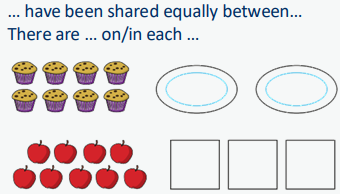 ... have been shared equally between...
There are ... on/in each ...